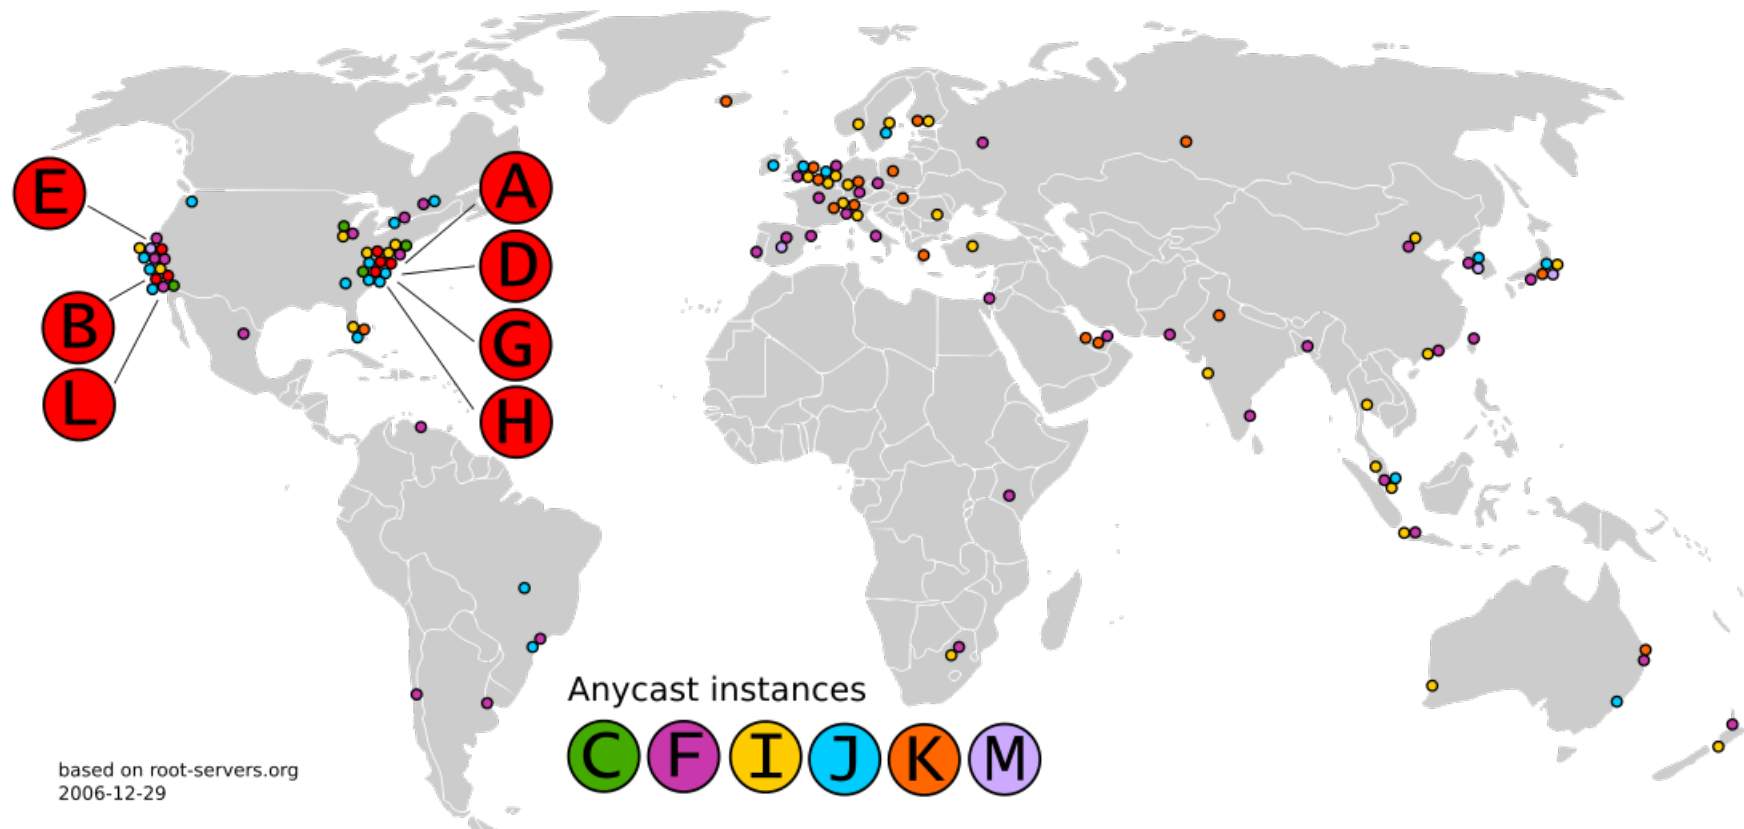 E
A
D
B
G
L
H
Anycast instances
C F I J K M
based on root-servers.org
2006-12-29